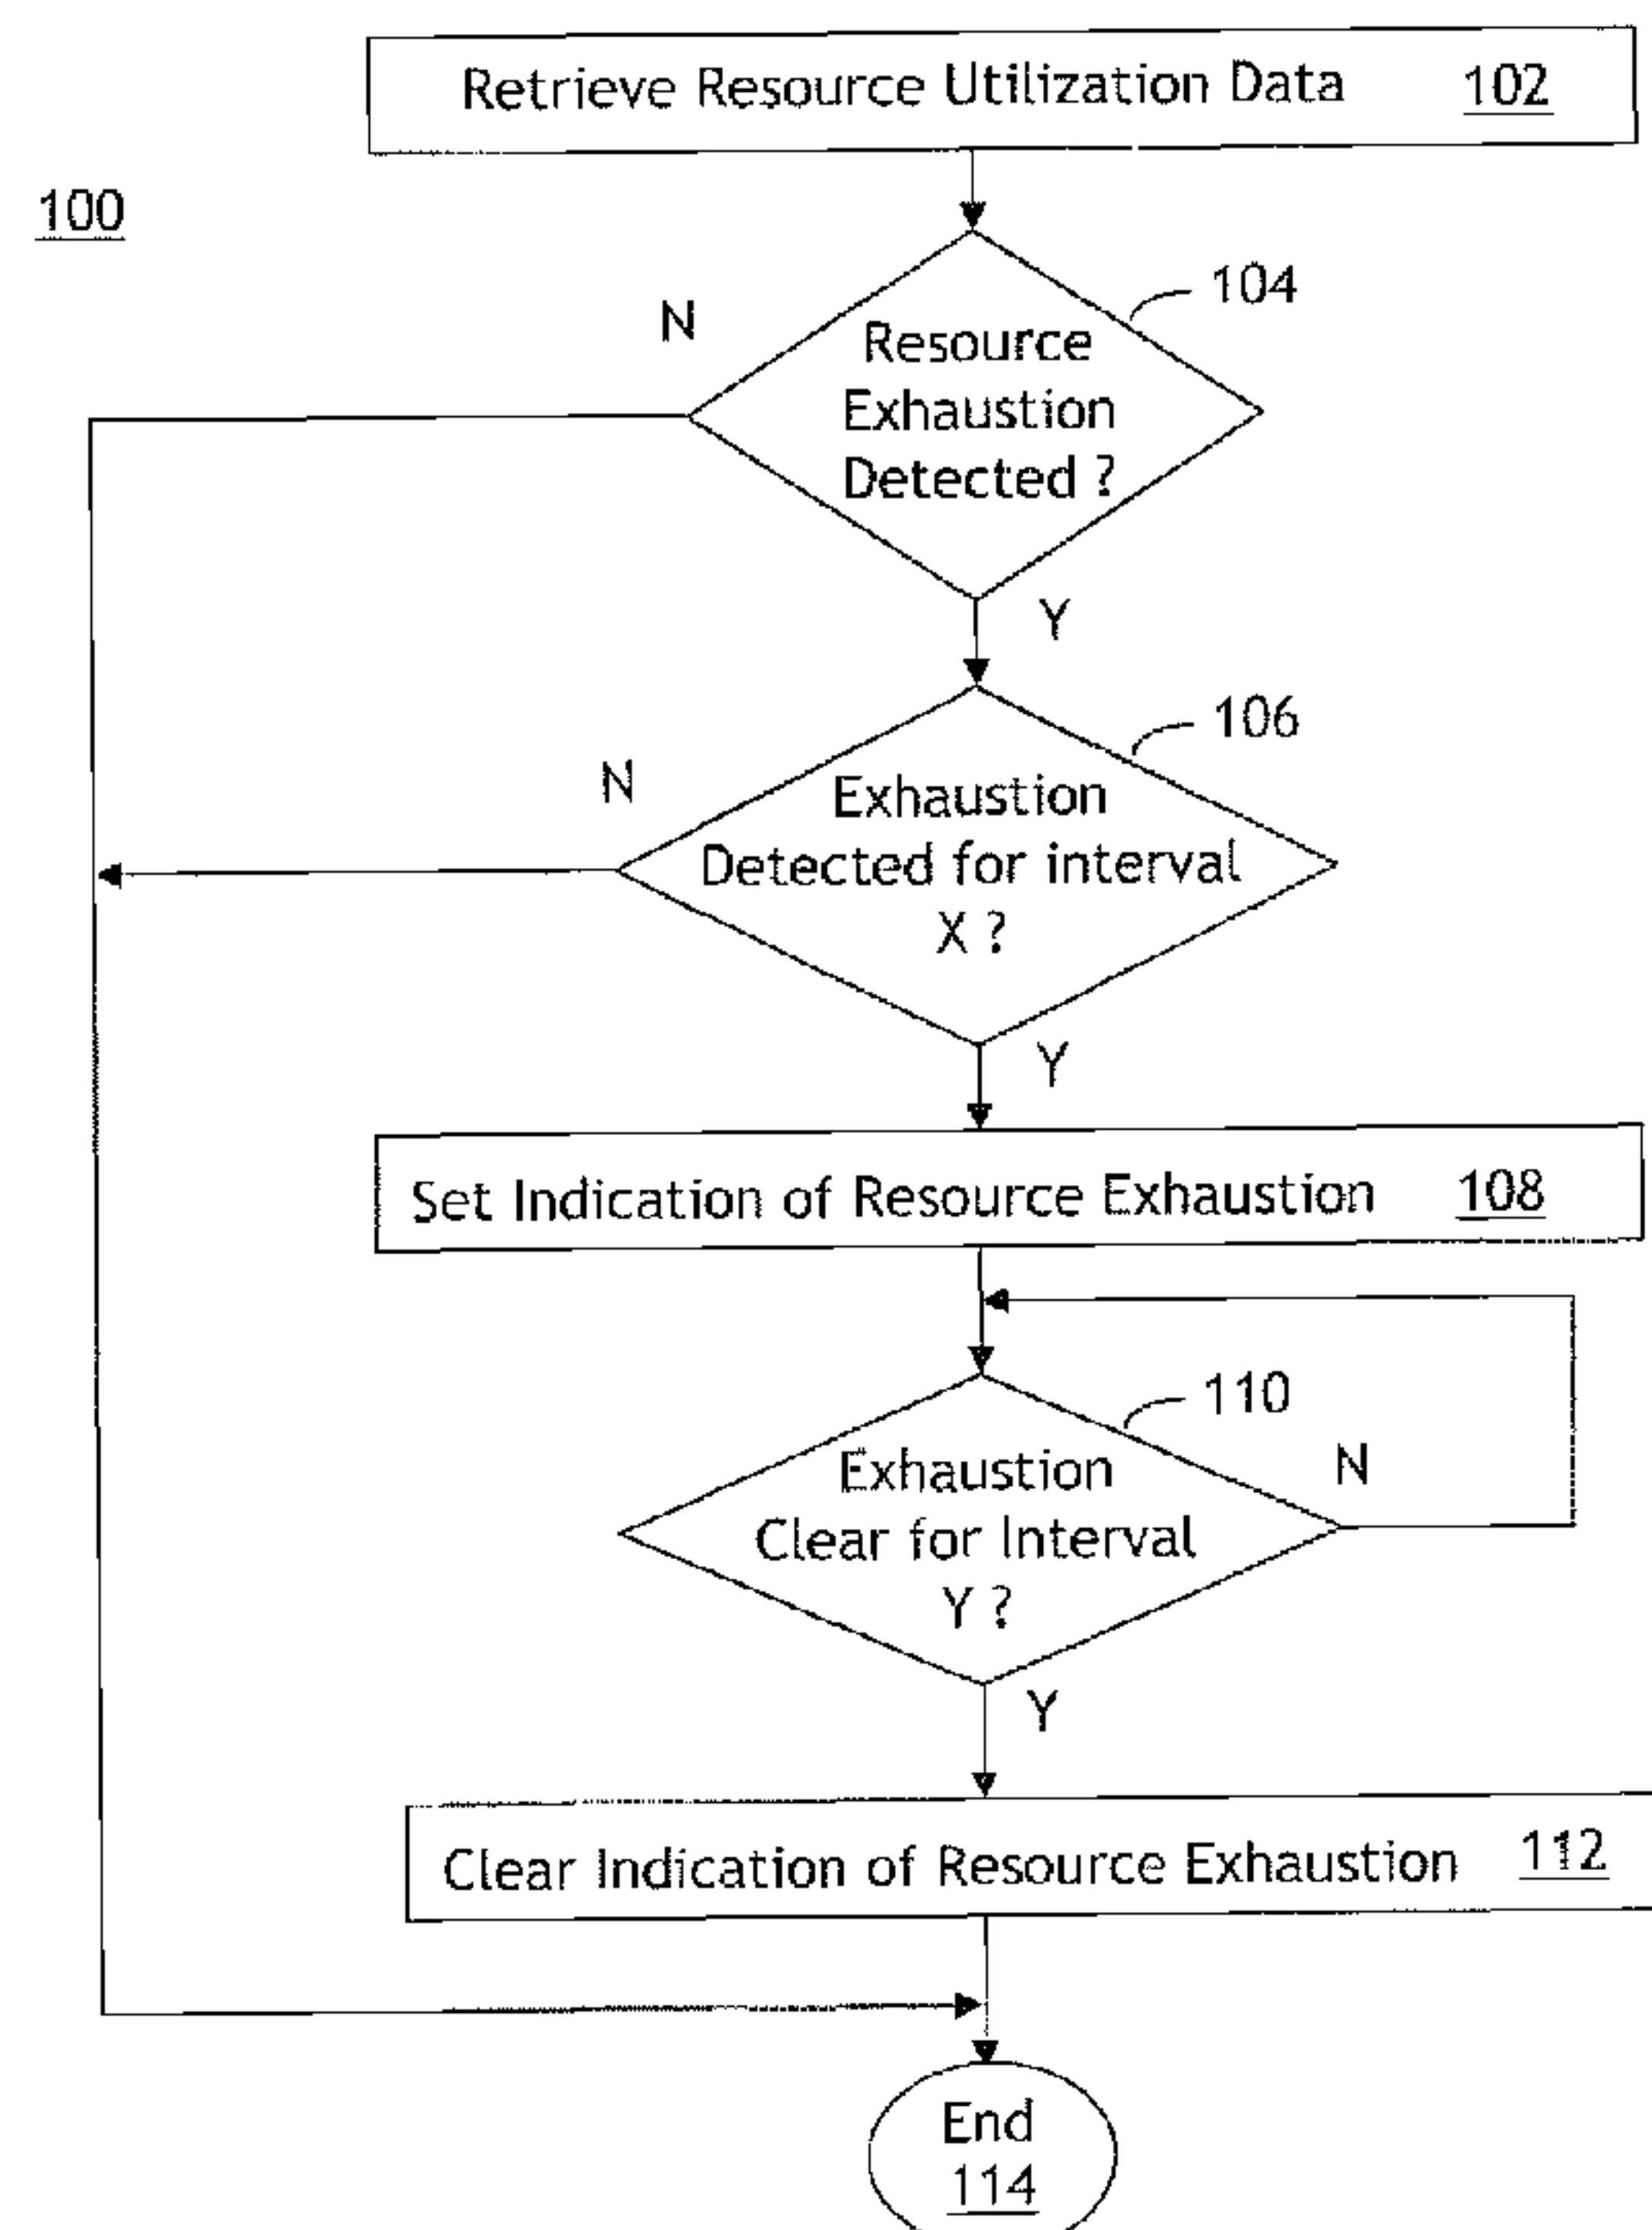 Retrieve Resource Utilization Data 102
100
104
N
Resource
Exhaustion
Detected ?
Y
106
N
Exhaustion
Detected for interval
X ?
Y
Set Indication of Resource Exhaustion 108
110
N
Exhaustion
Clear for Interval
Y ?
Y
Clear Indication of Resource Exhaustion 112
End
114